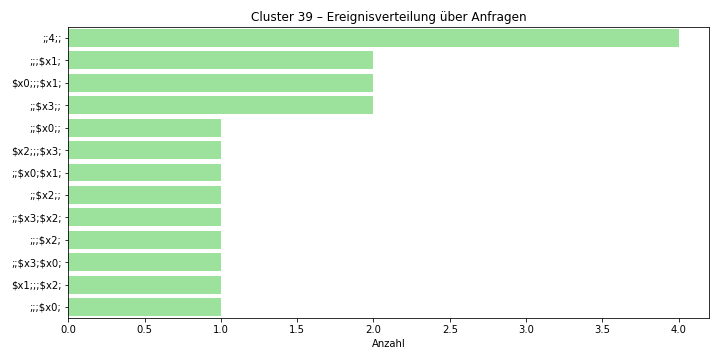 Cluster 39 – Ereignisverteilung über Anfragen
;;4;;
;;;$x1;
$x0;;;$x1;
;;$x3;;
;;$x0;;
$x2;;;$x3;
;;$x0;$x1;
;;$x2;;
;;$x3;$x2;
;;;$x2;
;;$x3;$x0;
$x1;;;$x2;
;;;$x0;
0.0 0.5 1.0 1.5 2.0 2.5 3.0 3.5 4.0
Anzahl